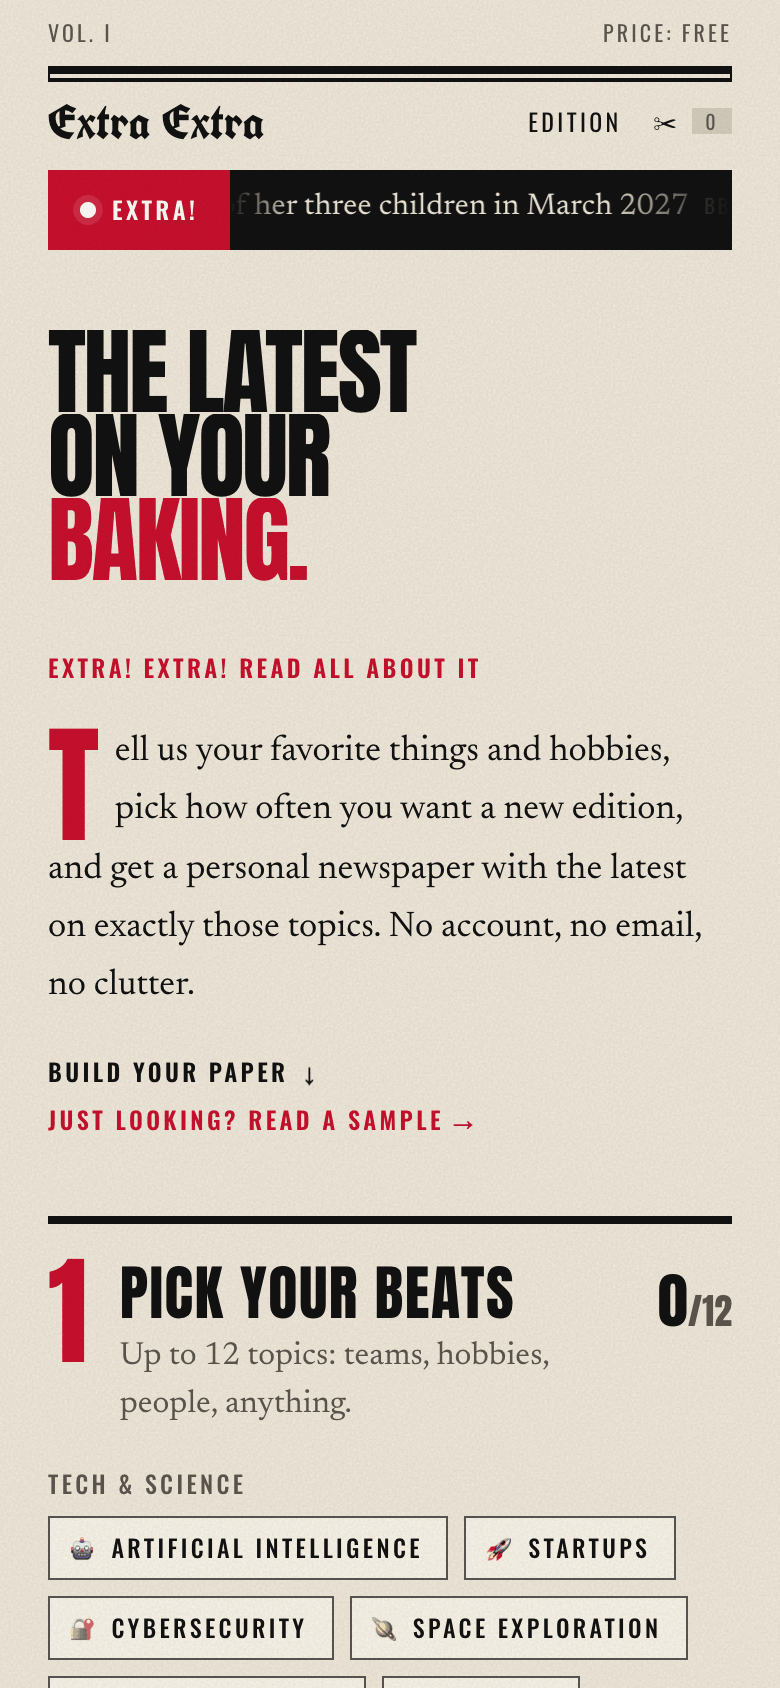 VOL. I
PRICE: FREE
Extra Extra
EDITION
0
EXTRA!
f her three children in March 2027 BB
THE LATEST
ON YOUR
BAKING.
EXTRA! EXTRA! READ ALL ABOUT IT
Tell us your favorite things and hobbies,
pick how often you want a new edition,
and get a personal newspaper with the latest
on exactly those topics. No account, no email,
no clutter.
BUILD YOUR PAPER ↓
JUST LOOKING? READ A SAMPLE →
1
PICK YOUR BEATS
0/12
Up to 12 topics: teams, hobbies,
people, anything.
TECH & SCIENCE
ARTIFICIAL INTELLIGENCE
STARTUPS
CYBERSECURITY
SPACE EXPLORATION